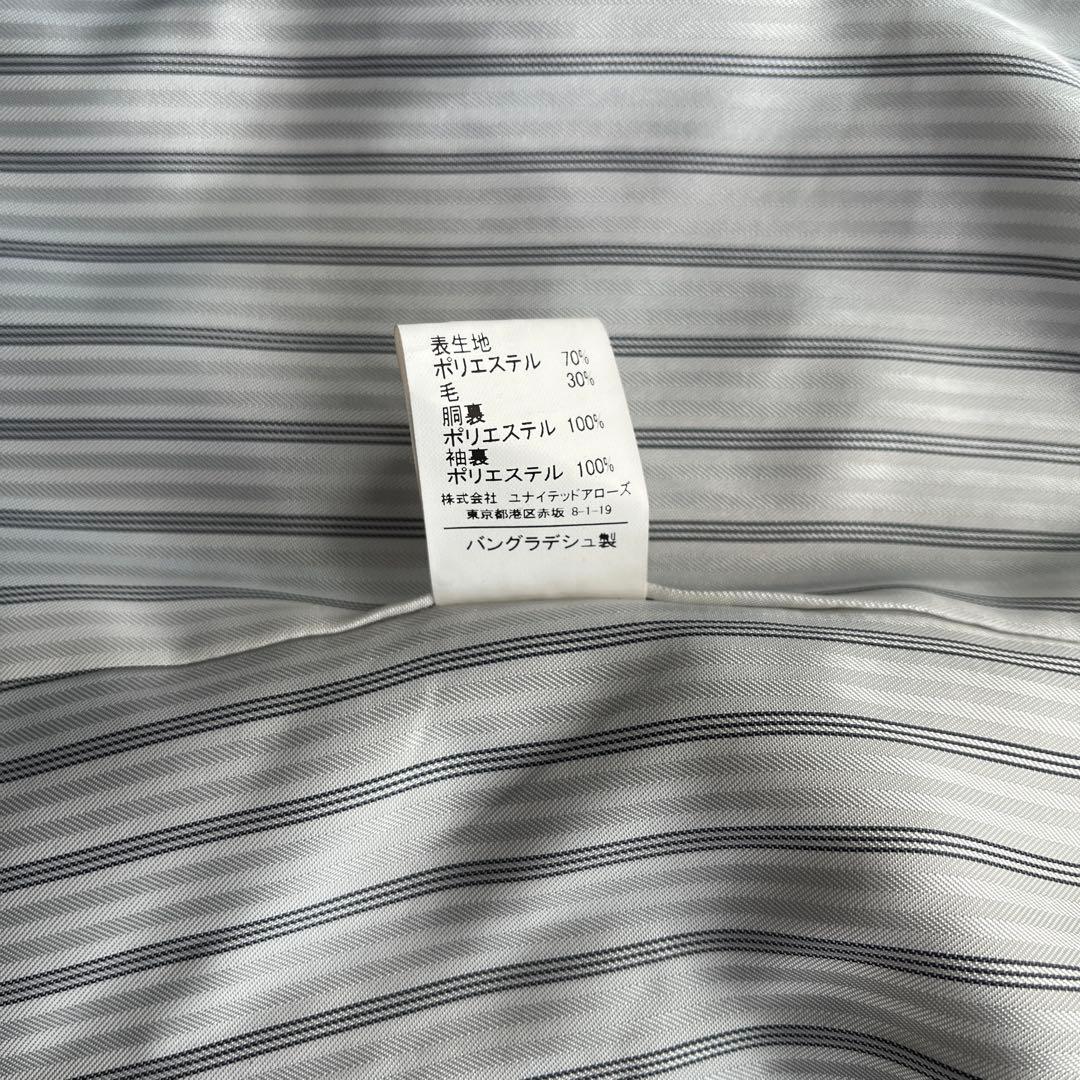 表生地
ポリエステル 70%
毛 30%
胴裏
ポリエステル 100%
袖裏
ポリエステル 100%
株式会社 ユナイテッドアローズ
東京都港区赤坂 8-1-19
バングラデシュ製